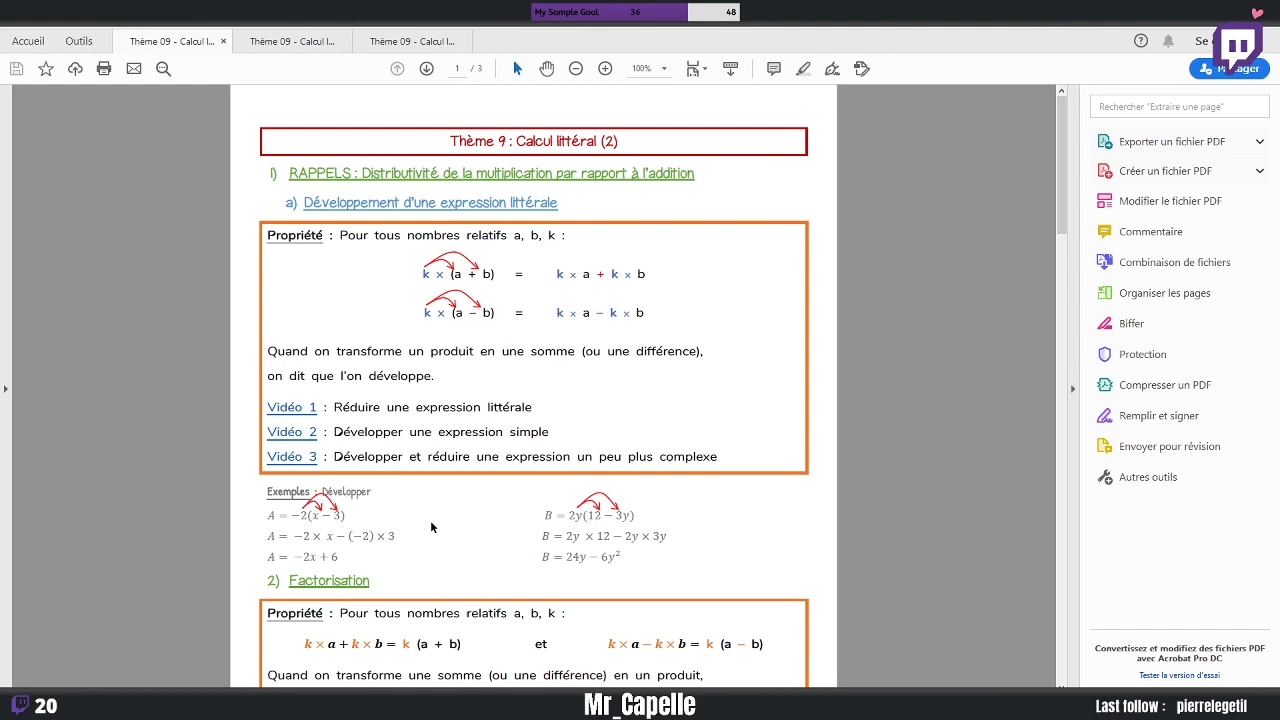 My Sample Goal 36 48
Accueil Outils Thème 09 - Calcul l... × Thème 09 - Calcul l... Thème 09 - Calcul l... Se
1 / 3 100% Partager
Thème 9 : Calcul littéral (2)
1) RAPPELS : Distributivité de la multiplication par rapport à l'addition
a) Développement d'une expression littérale
Propriété : Pour tous nombres relatifs a, b, k :
k × (a + b) = k × a + k × b
k × (a − b) = k × a − k × b
Quand on transforme un produit en une somme (ou une différence),
on dit que l'on développe.
Vidéo 1 : Réduire une expression littérale
Vidéo 2 : Développer une expression simple
Vidéo 3 : Développer et réduire une expression un peu plus complexe
Exemples : Développer
A = −2(x − 3) B = 2y(12 − 3y)
A = −2 × x − (−2) × 3 B = 2y × 12 − 2y × 3y
A = −2x + 6 B = 24y − 6y²
2) Factorisation
Propriété : Pour tous nombres relatifs a, b, k :
k × a + k × b = k (a + b) et k × a − k × b = k (a − b)
Quand on transforme une somme (ou une différence) en un produit,
Rechercher "Extraire une page"
Exporter un fichier PDF
Créer un fichier PDF
Modifier le fichier PDF
Commentaire
Combinaison de fichiers
Organiser les pages
Biffer
Protection
Compresser un PDF
Remplir et signer
Envoyer pour révision
Autres outils
Convertissez et modifiez des fichiers PDF
avec Acrobat Pro DC
Tester la version d'essai
20 Mr_Capelle Last follow : pierrelegetil